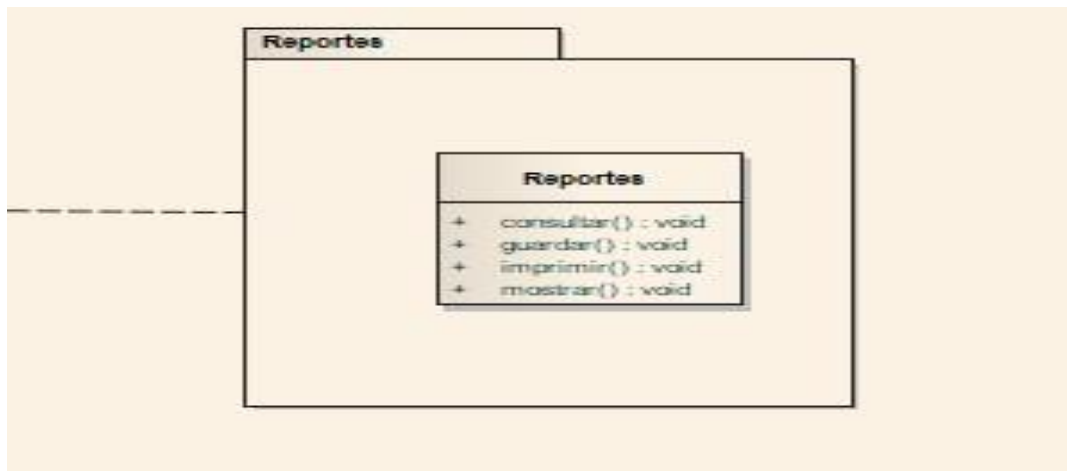 Reportes
Reportes
+ consultar() : void
+ guardar() : void
+ imprimir() : void
+ mostrar() : void